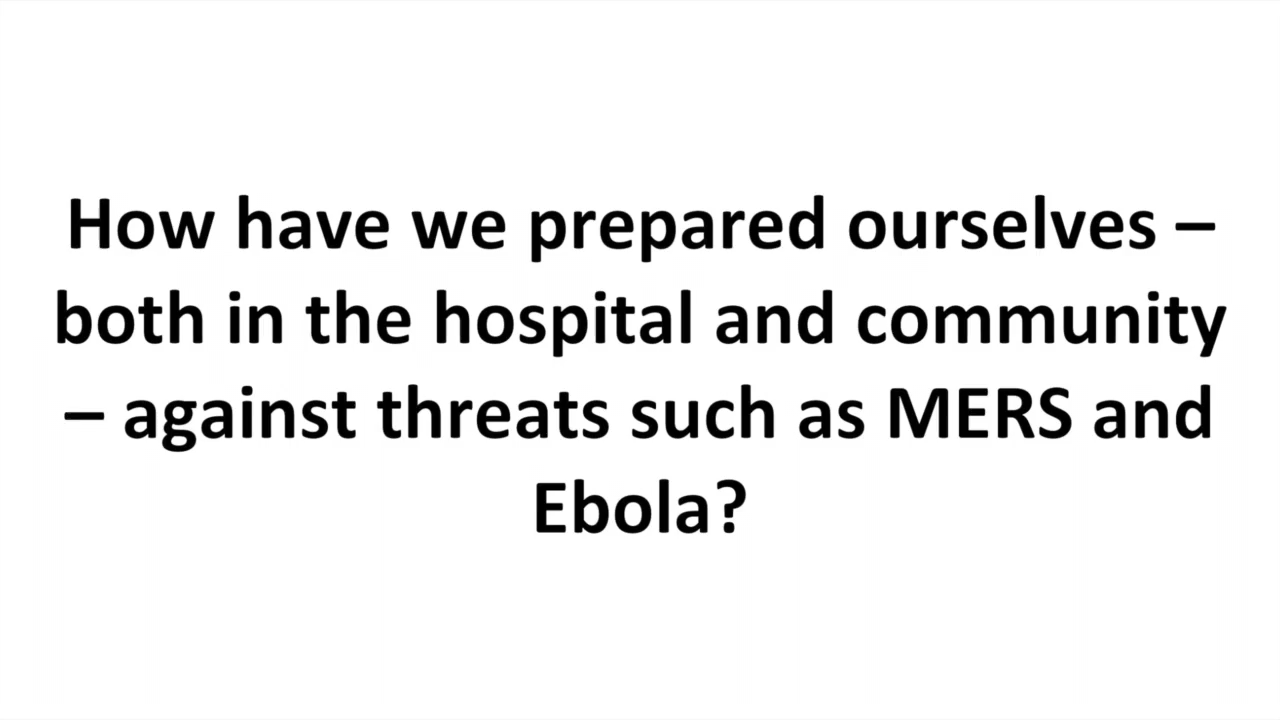 How have we prepared ourselves –
both in the hospital and community
– against threats such as MERS and
Ebola?